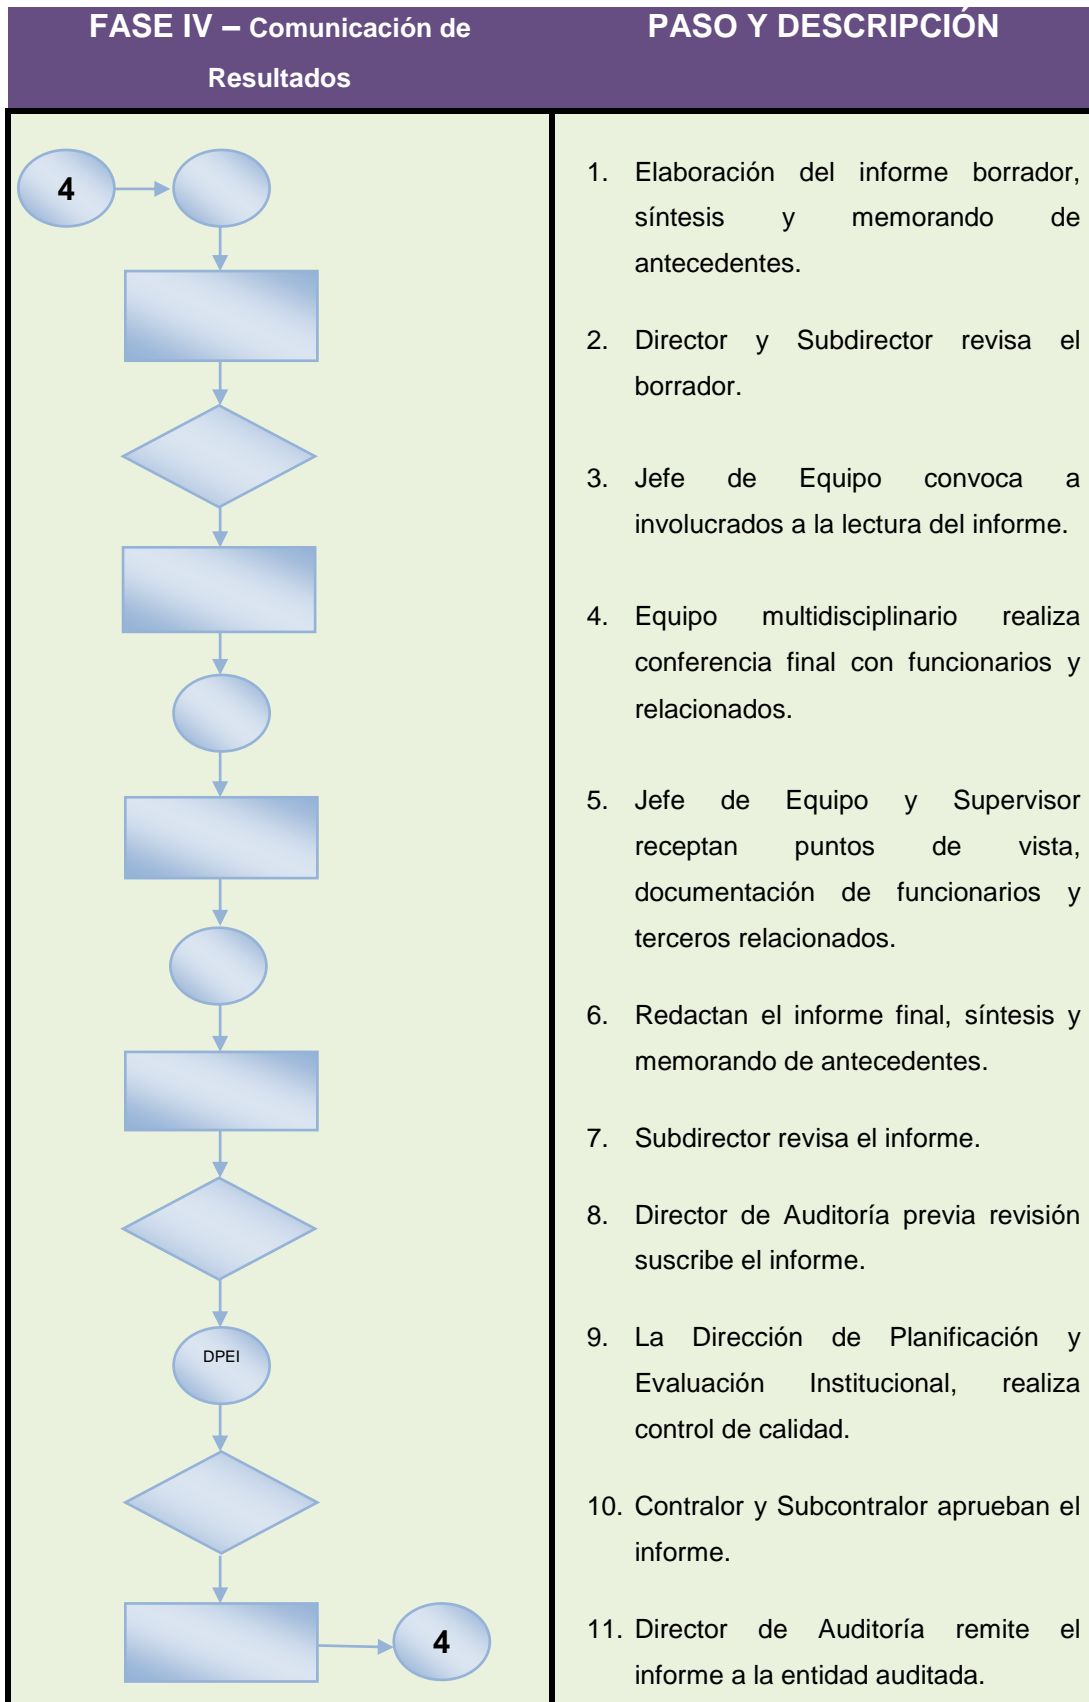 FASE IV – Comunicación de
Resultados
PASO Y DESCRIPCIÓN
4
DPEI
4
1. Elaboración del informe borrador,
síntesis y memorando de
antecedentes.
2. Director y Subdirector revisa el
borrador.
3. Jefe de Equipo convoca a
involucrados a la lectura del informe.
4. Equipo multidisciplinario realiza
conferencia final con funcionarios y
relacionados.
5. Jefe de Equipo y Supervisor
receptan puntos de vista,
documentación de funcionarios y
terceros relacionados.
6. Redactan el informe final, síntesis y
memorando de antecedentes.
7. Subdirector revisa el informe.
8. Director de Auditoría previa revisión
suscribe el informe.
9. La Dirección de Planificación y
Evaluación Institucional, realiza
control de calidad.
10. Contralor y Subcontralor aprueban el
informe.
11. Director de Auditoría remite el
informe a la entidad auditada.